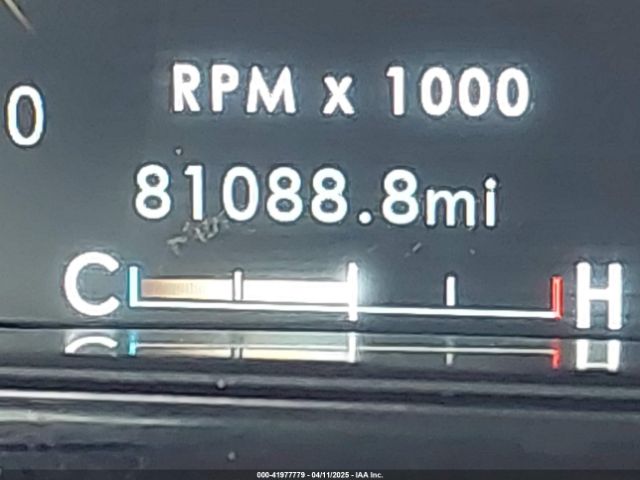 RPM x 1000
0
81088.8mi
C H
000-41977779 - 04/11/2025 - IAA Inc.